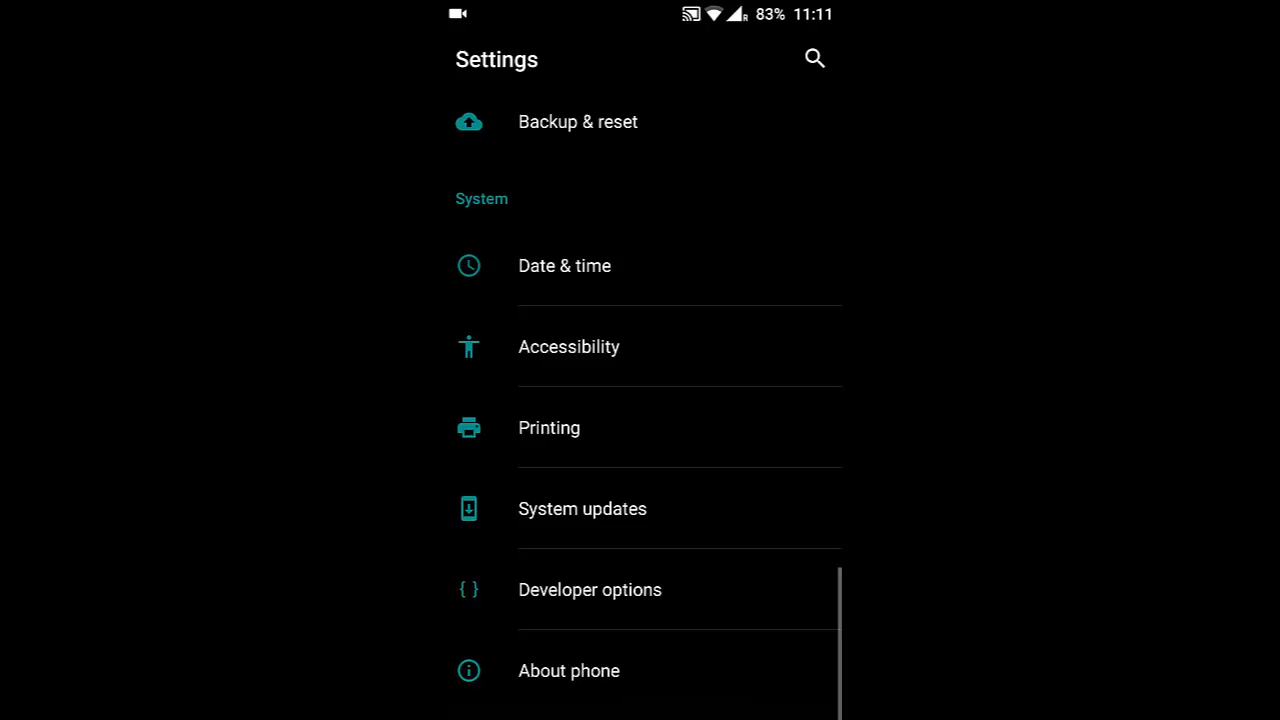 83% 11:11
Settings
Backup & reset
System
Date & time
Accessibility
Printing
System updates
{ } Developer options
About phone